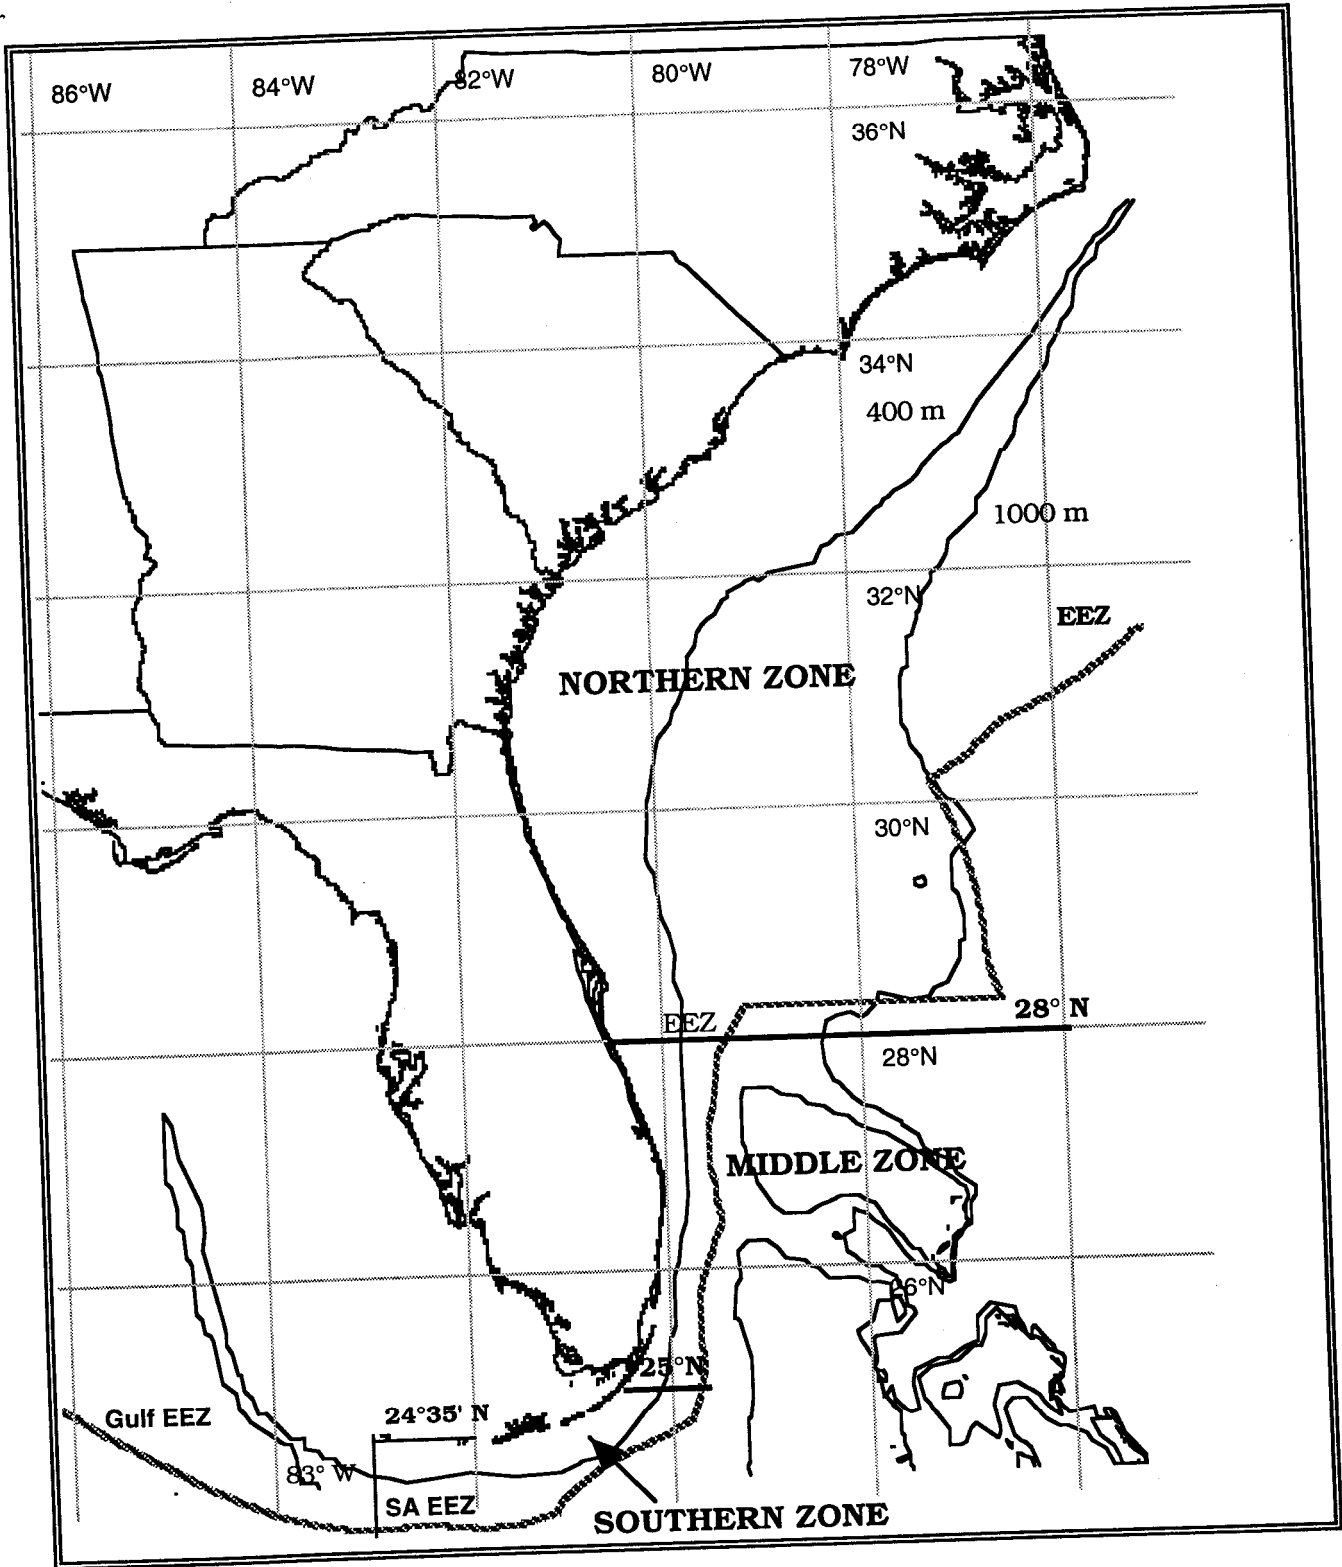 86°W
84°W
82°W
80°W
78°W
36°N
34°N
400 m
1000 m
32°N
EEZ
NORTHERN ZONE
30°N
28° N
EEZ
28°N
MIDDLE ZONE
26°N
25°N
Gulf EEZ
24°35' N
83° W
SA EEZ
SOUTHERN ZONE